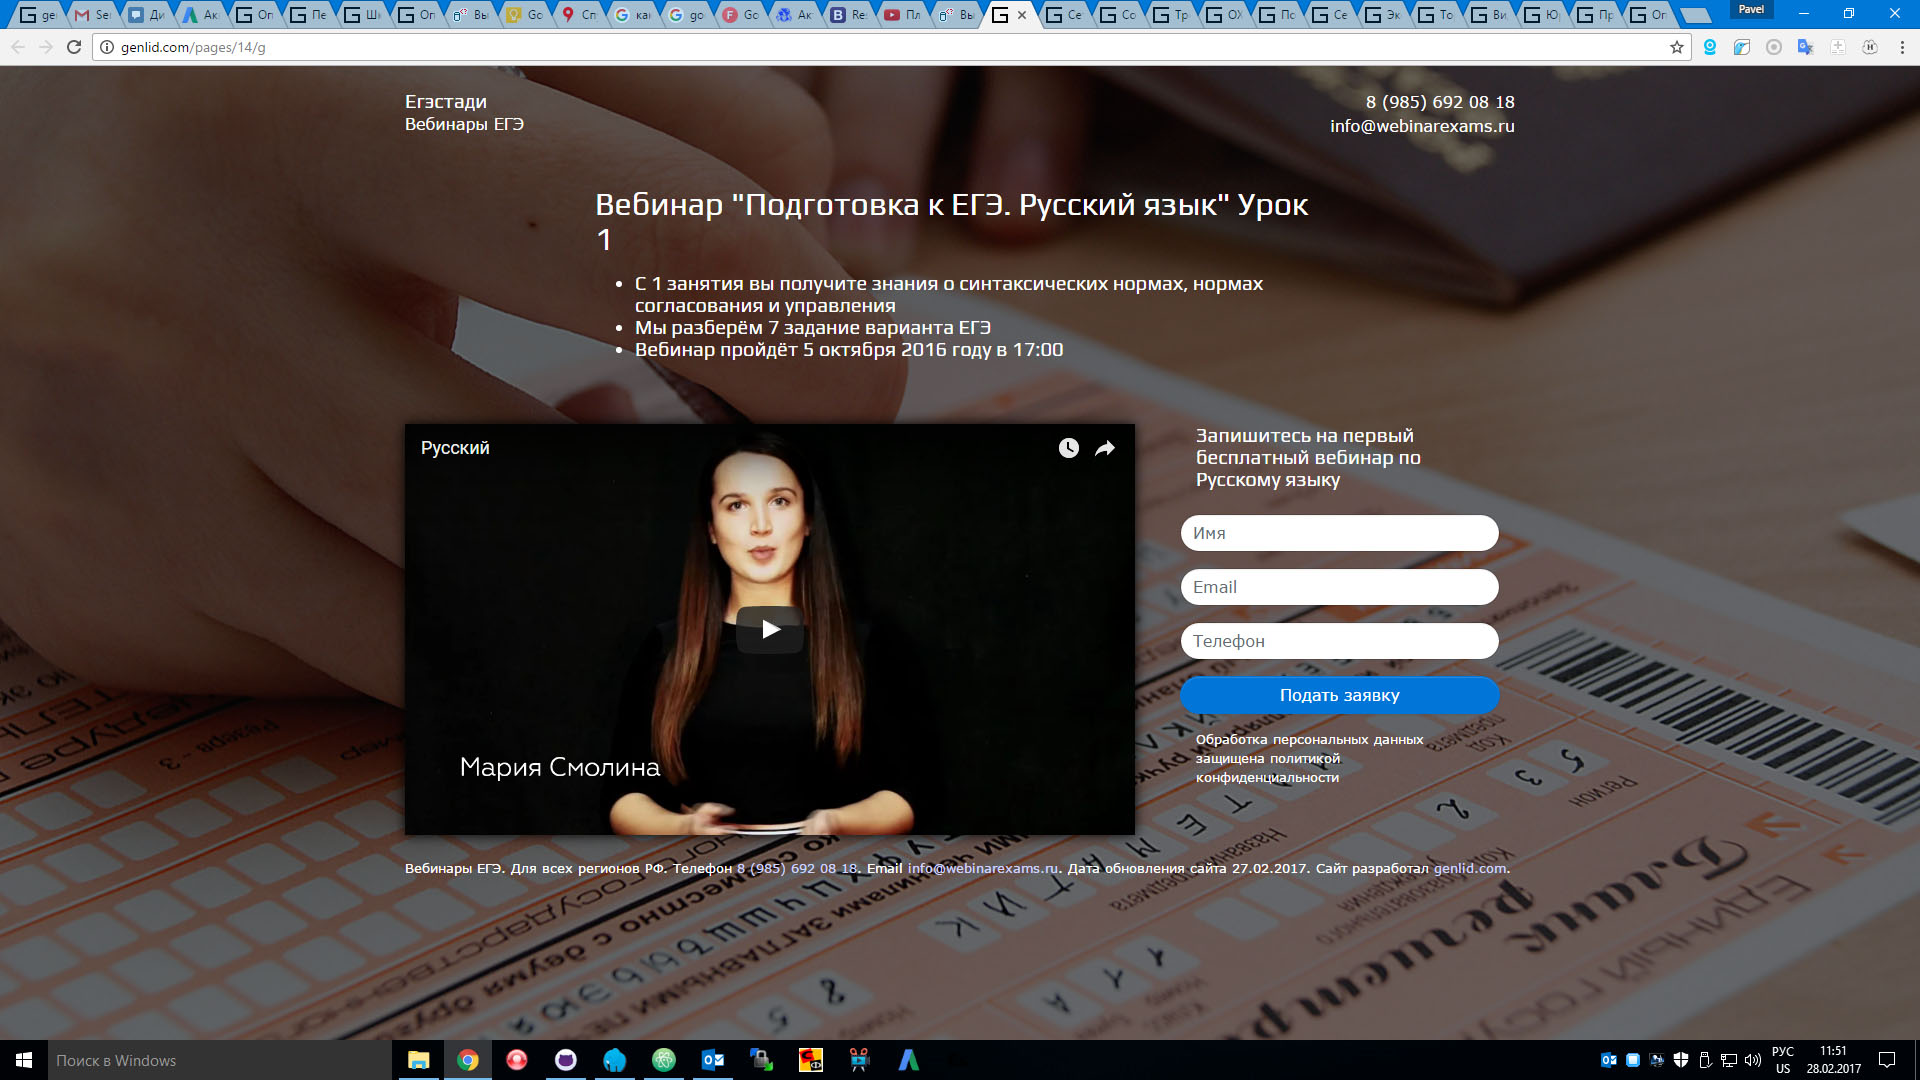 Pavel
genlid.com/pages/14/g
Егэстади
Вебинары ЕГЭ
8 (985) 692 08 18
info@webinarexams.ru
Вебинар "Подготовка к ЕГЭ. Русский язык" Урок
1
С 1 занятия вы получите знания о синтаксических нормах, нормах
согласования и управления
Мы разберём 7 задание варианта ЕГЭ
Вебинар пройдёт 5 октября 2016 году в 17:00
Русский
Мария Смолина
Запишитесь на первый
бесплатный вебинар по
Русскому языку
Имя
Email
Телефон
Подать заявку
Обработка персональных данных
защищена политикой
конфиденциальности
Вебинары ЕГЭ. Для всех регионов РФ. Телефон 8 (985) 692 08 18. Email info@webinarexams.ru. Дата обновления сайта 27.02.2017. Сайт разработал genlid.com.
Регион
Бланк
Поиск в Windows
РУС
US
11:51
28.02.2017